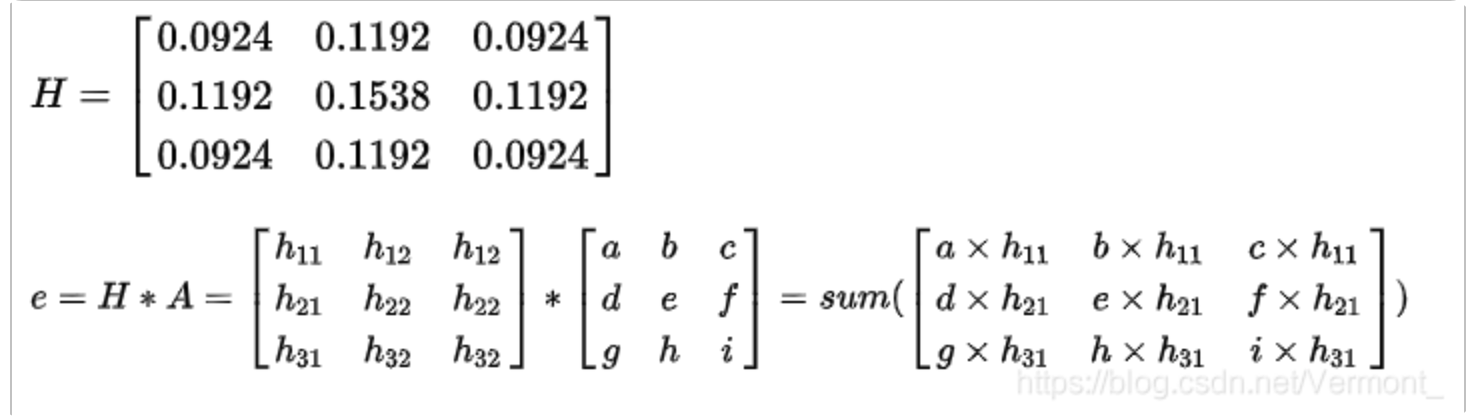 H = [ 0.0924 0.1192 0.0924
0.1192 0.1538 0.1192
0.0924 0.1192 0.0924 ]
e = H * A = [ h₁₁ h₁₂ h₁₂ ] * [ a b c ] = sum( [ a × h₁₁ b × h₁₁ c × h₁₁
h₂₁ h₂₂ h₂₂ d e f d × h₂₁ e × h₂₁ f × h₂₁
h₃₁ h₃₂ h₃₂ g h i g × h₃₁ h × h₃₁ i × h₃₁ ] )
https://blog.csdn.net/Vermont_